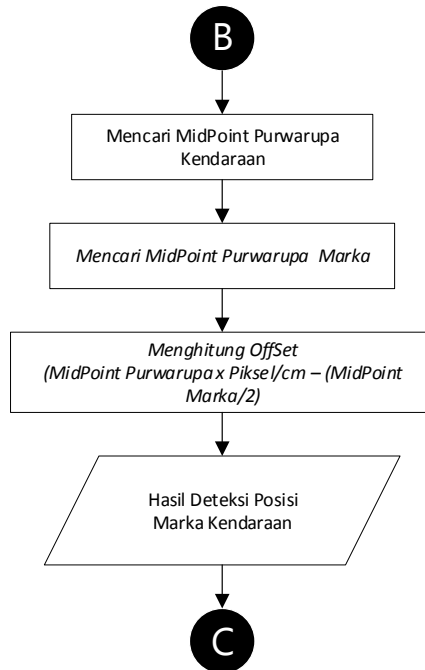 B
Mencari MidPoint Purwarupa
Kendaraan
Mencari MidPoint Purwarupa  Marka
Menghitung OffSet
(MidPoint Purwarupa x Piksel/cm – (MidPoint
Marka/2)
Hasil Deteksi Posisi
Marka Kendaraan
C